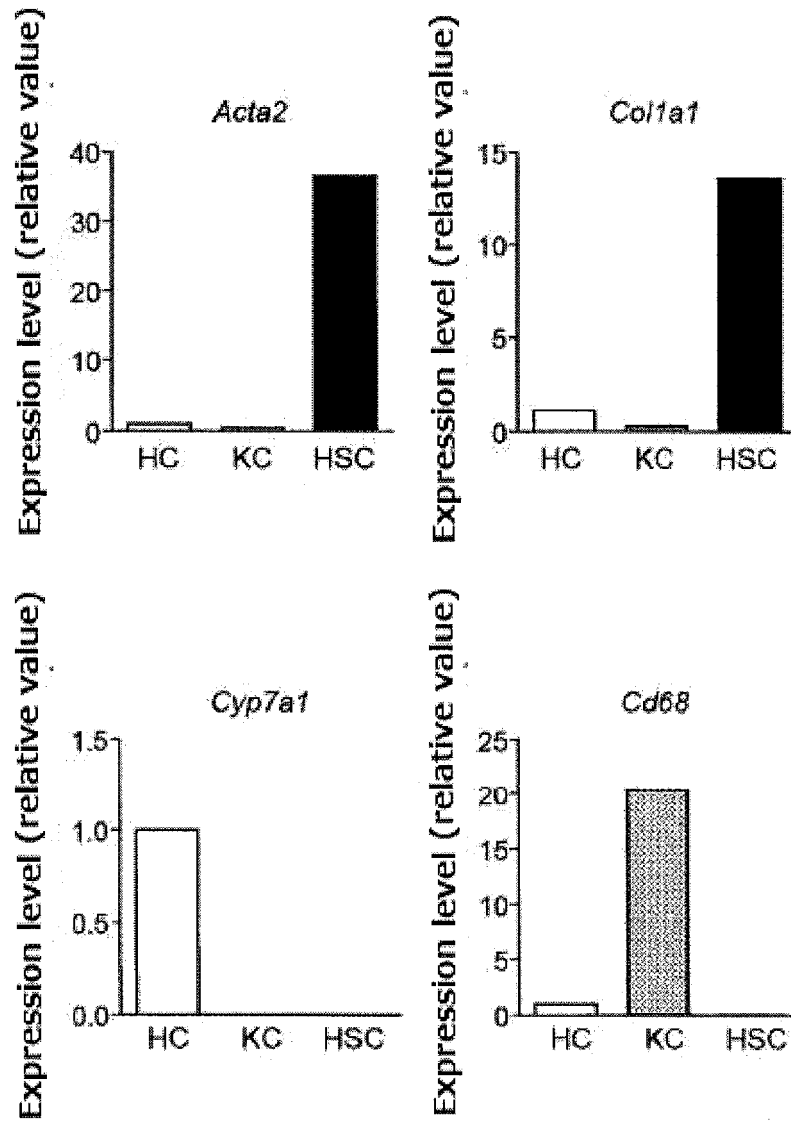 Acta2
Expression level (relative value)
40
30
20
10
0
HC KC HSC
Col1a1
Expression level (relative value)
15
10
5
0
HC KC HSC
Cyp7a1
Expression level (relative value)
1.5
1.0
0.5
0.0
HC KC HSC
Cd68
Expression level (relative value)
25
20
15
10
5
0
HC KC HSC